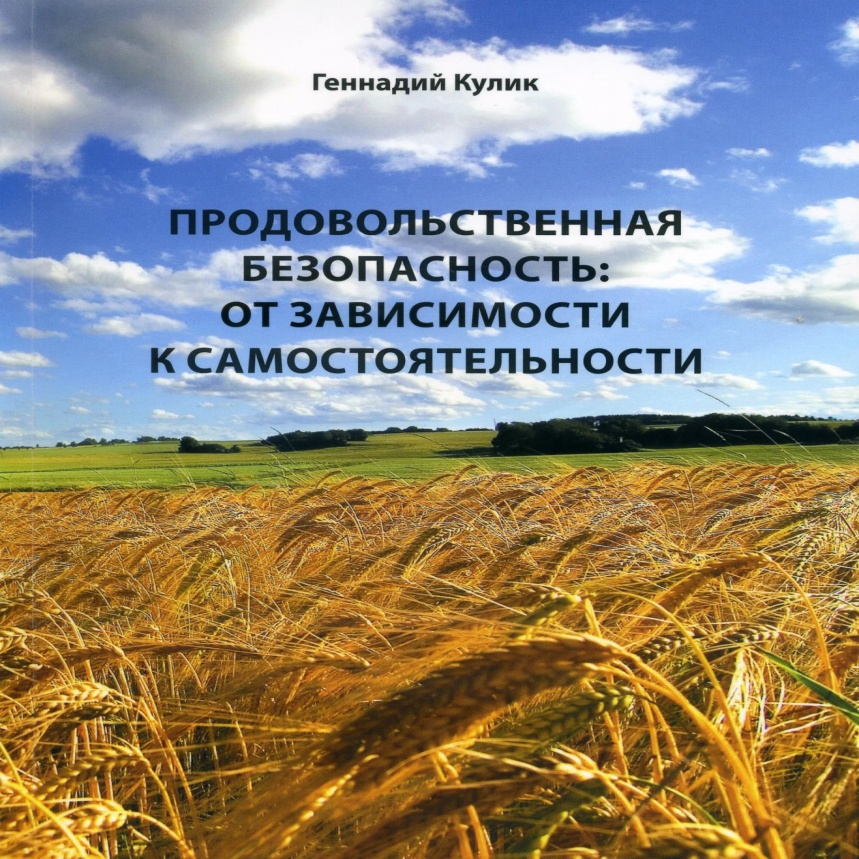 Геннадий Кулик
ПРОДОВОЛЬСТВЕННАЯ
БЕЗОПАСНОСТЬ:
ОТ ЗАВИСИМОСТИ
К САМОСТОЯТЕЛЬНОСТИ